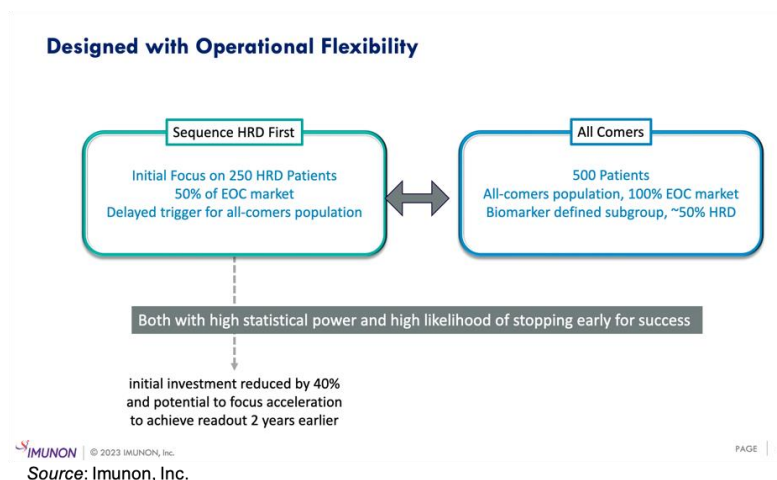 Designed with Operational Flexibility
Sequence HRD First
Initial Focus on 250 HRD Patients
50% of EOC market
Delayed trigger for all-comers population
All Comers
500 Patients
All-comers population, 100% EOC market
Biomarker defined subgroup, ~50% HRD
Both with high statistical power and high likelihood of stopping early for success
initial investment reduced by 40%
and potential to focus acceleration
to achieve readout 2 years earlier
IMUNON | © 2023 IMUNON, Inc.
PAGE |
Source: Imunon, Inc.